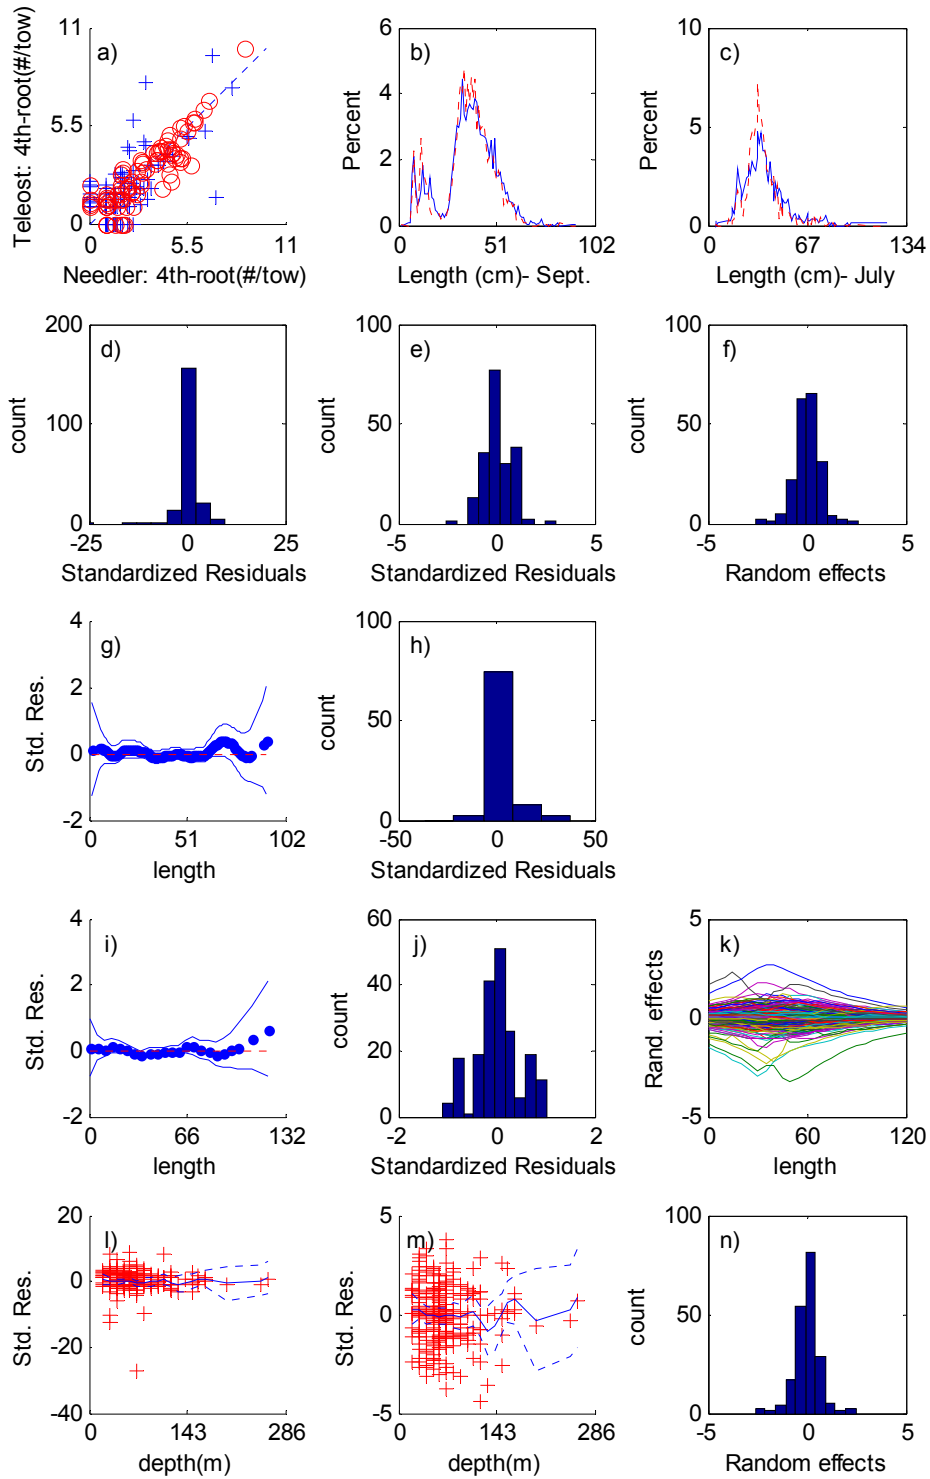 a)
11
5.5
0
0
5.5
11
Teleost: 4th-root(#/tow)
Needler: 4th-root(#/tow)
b)
6
4
2
0
0
51
102
Percent
Length (cm)- Sept.
c)
10
5
0
0
67
134
Percent
Length (cm)- July
d)
200
100
0
-25
0
25
count
Standardized Residuals
e)
100
50
0
-5
0
5
count
Standardized Residuals
f)
100
50
0
-5
0
5
count
Random effects
g)
4
2
0
-2
0
51
102
Std. Res.
length
h)
100
50
0
-50
0
50
count
Standardized Residuals
i)
4
2
0
-2
0
66
132
Std. Res.
length
j)
60
40
20
0
-2
0
2
count
Standardized Residuals
k)
5
0
-5
0
60
120
Rand. effects
length
l)
20
0
-20
-40
0
143
286
Std. Res.
depth(m)
m)
5
0
-5
0
143
286
Std. Res.
depth(m)
n)
100
50
0
-5
0
5
count
Random effects